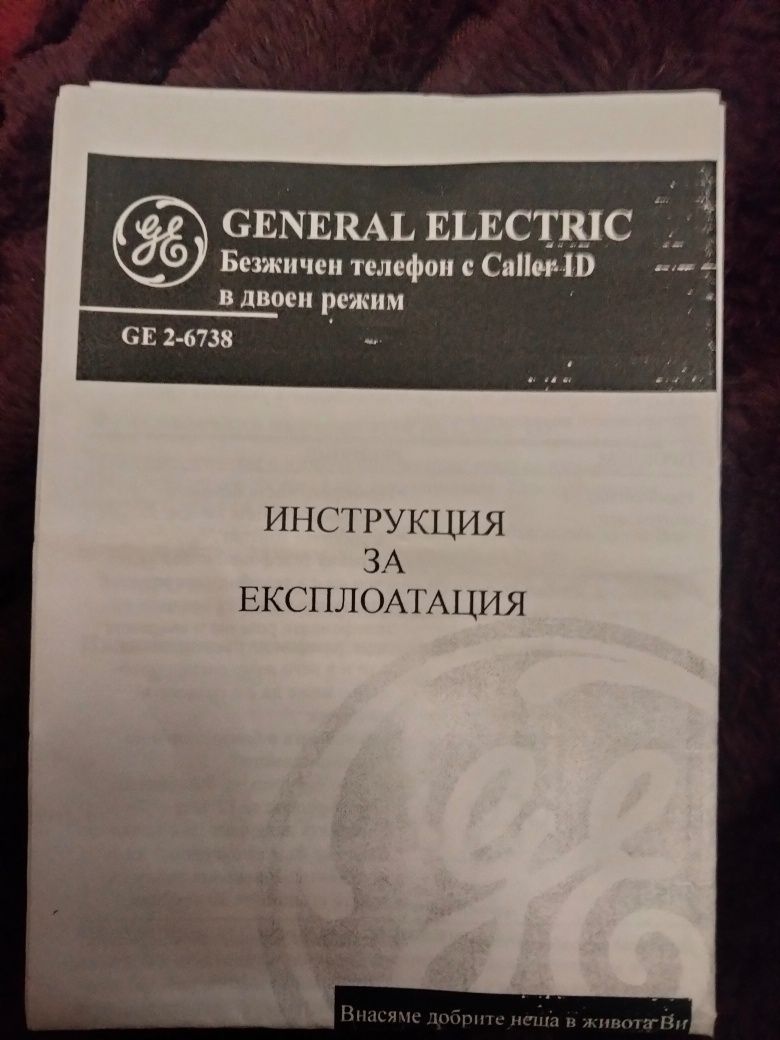 GE
GENERAL ELECTRIC
Безжичен телефон с Caller ID
в двоен режим
GE 2-6738
ИНСТРУКЦИЯ
ЗА
ЕКСПЛОАТАЦИЯ
GE
Внасяме добрите неща в живота Ви